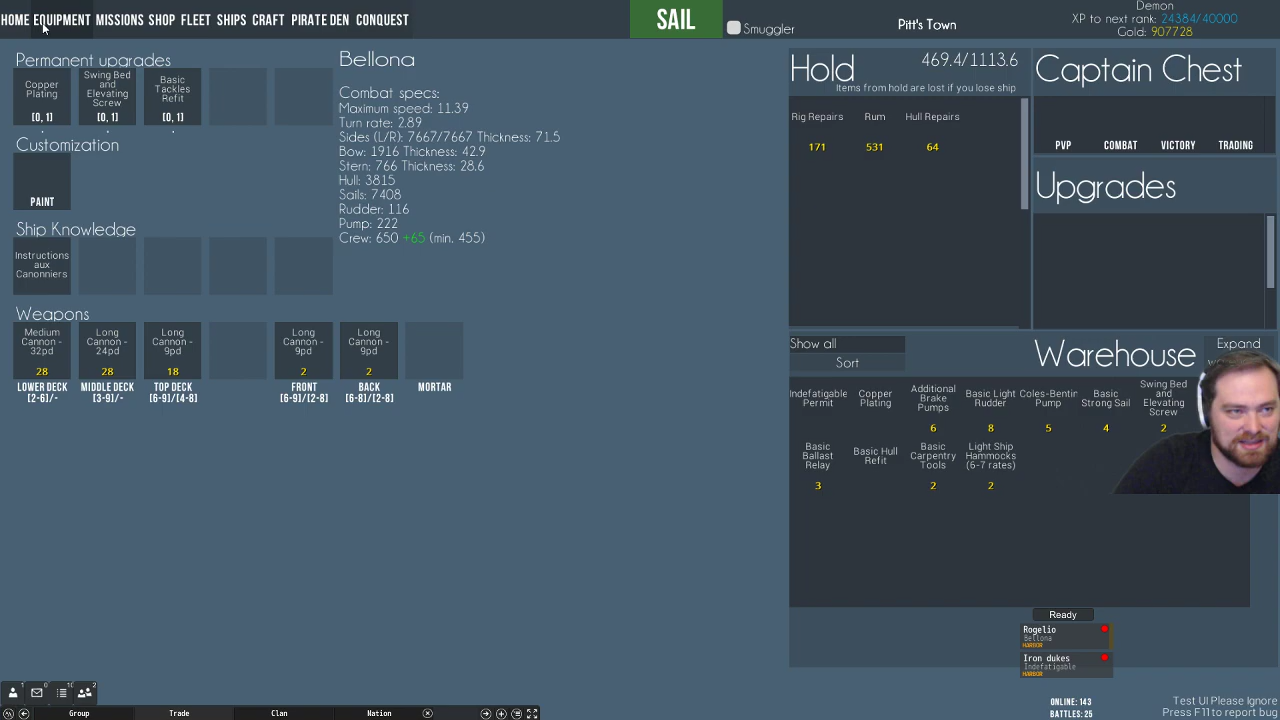 HOME EQUIPMENT MISSIONS SHOP FLEET SHIPS CRAFT PIRATE DEN CONQUEST
SAIL
Smuggler
Pitt's Town
Demon
XP to next rank: 24384/40000
Gold: 907728
Permanent upgrades
Copper Plating
[0, 1]
Swing Bed and Elevating Screw
[0, 1]
Basic Tackles Refit
[0, 1]
Customization
PAINT
Ship Knowledge
Instructions aux Canonniers
Weapons
Medium Cannon - 32pd
28
LOWER DECK
[2-6]/-
Long Cannon - 24pd
28
MIDDLE DECK
[3-9]/-
Long Cannon - 9pd
18
TOP DECK
[6-9]/[4-8]
Long Cannon - 9pd
2
FRONT
[6-9]/[2-8]
Long Cannon - 9pd
2
BACK
[6-8]/[2-8]
MORTAR
Bellona
Combat specs:
Maximum speed: 11.39
Turn rate: 2.89
Sides (L/R): 7667/7667 Thickness: 71.5
Bow: 1916 Thickness: 42.9
Stern: 766 Thickness: 28.6
Hull: 3815
Sails: 7408
Rudder: 116
Pump: 222
Crew: 650 +65 (min. 455)
Hold
469.4/1113.6
Items from hold are lost if you lose ship
Rig Repairs
171
Rum
531
Hull Repairs
64
Captain Chest
PVP COMBAT VICTORY TRADING
Upgrades
Show all
Sort
Warehouse
Expand
Indefatigable Permit
Copper Plating
Additional Brake Pumps
6
Basic Light Rudder
8
Coles-Bentin Pump
5
Basic Strong Sail
4
Swing Bed and Elevating Screw
2
Basic Ballast Relay
3
Basic Hull Refit
Basic Carpentry Tools
2
Light Ship Hammocks (6-7 rates)
2
Ready
Rogelio
Bellona
HARBOR
Iron dukes
Indefatigable
HARBOR
Group Trade Clan Nation
ONLINE: 143
BATTLES: 25
Test UI Please Ignore
Press F11 to report bug